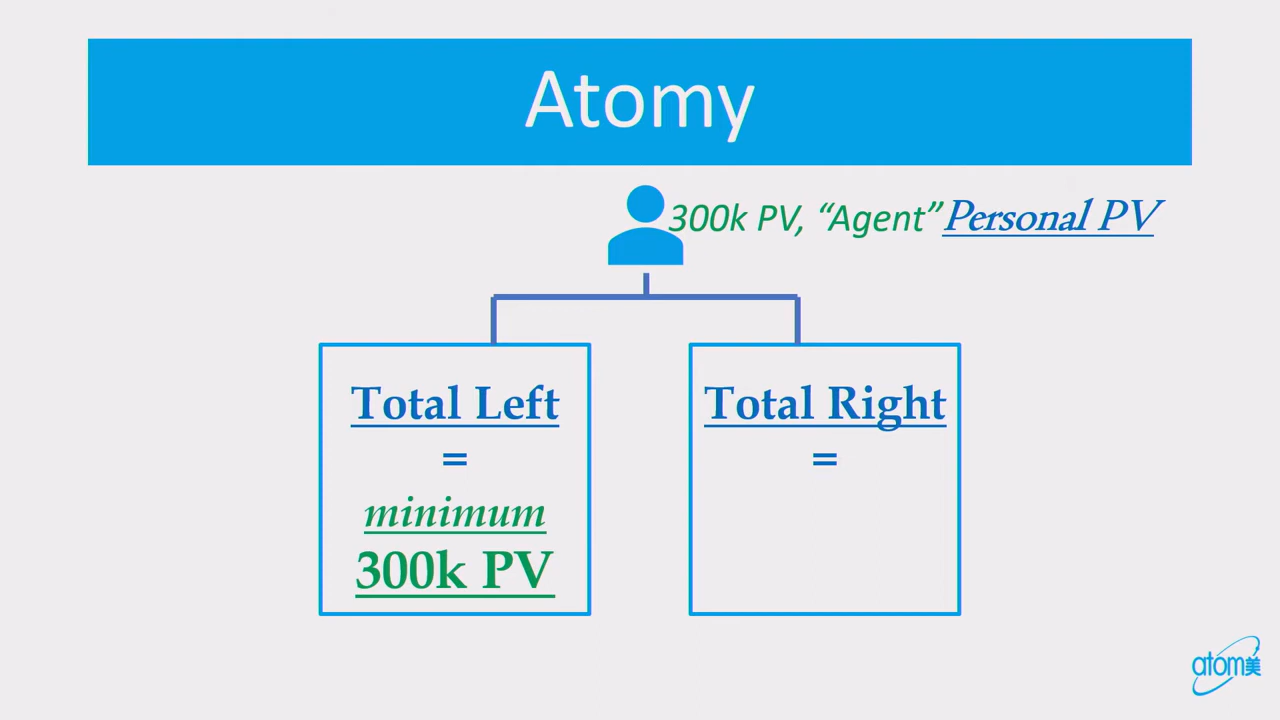 Atomy
300k PV, “Agent” Personal PV
Total Left
=
minimum
300k PV
Total Right
=
atom美